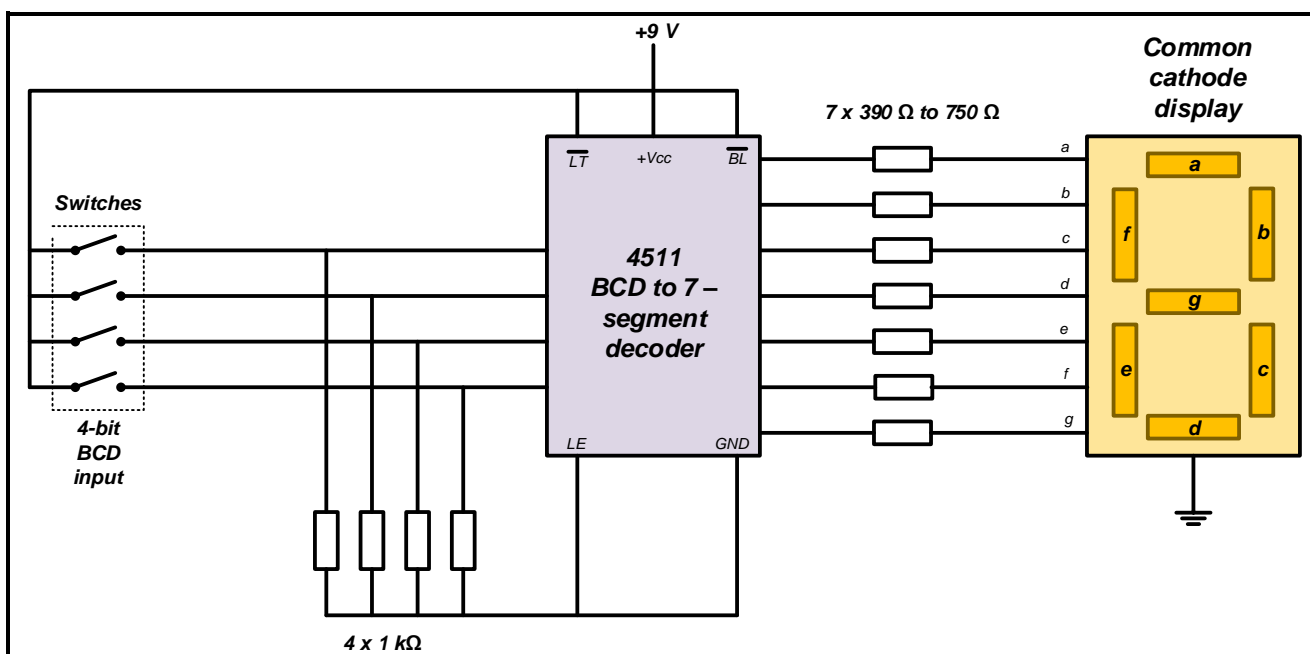 +9 V
Common
cathode
display
7 x 390 Ω to 750 Ω
LT
+Vcc
BL
a
a
Switches
b
f
b
c
4511
BCD to 7 –
segment
decoder
d
g
e
f
e
c
4-bit
BCD
input
g
d
LE
GND
4 x 1 kΩ